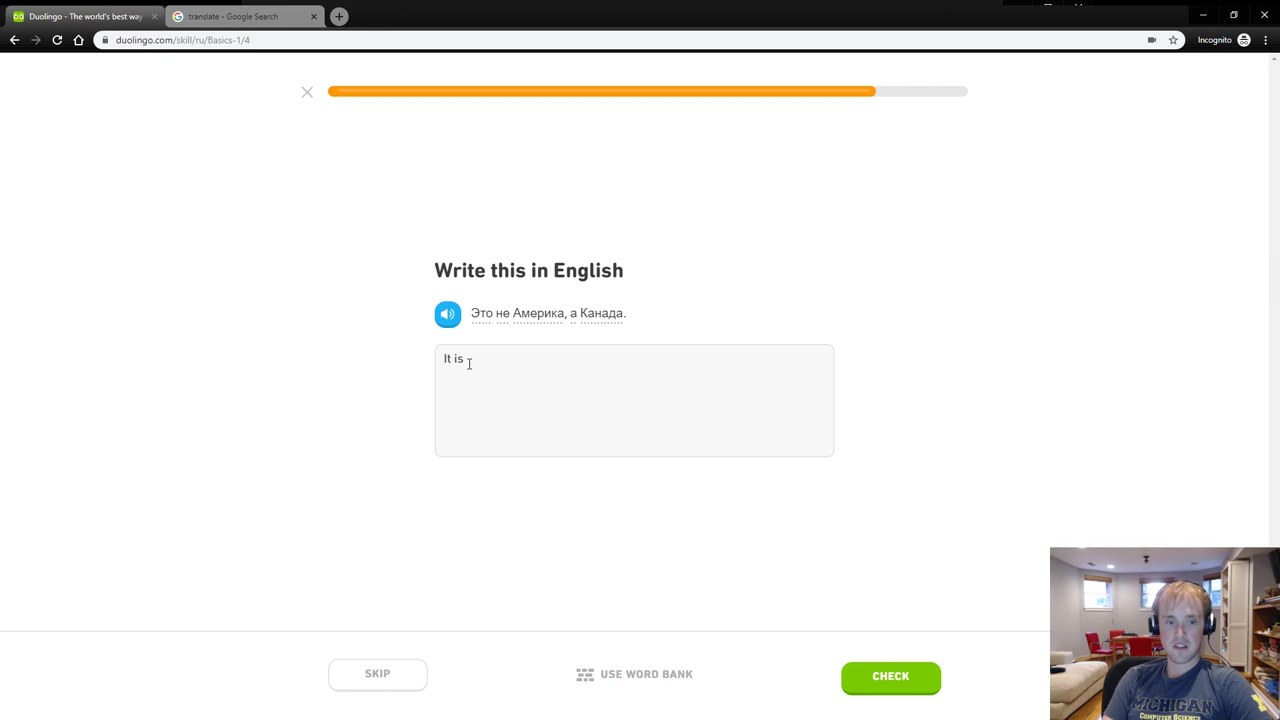 Duolingo - The world's best way
translate - Google Search
duolingo.com/skill/ru/Basics-1/4
Incognito
Write this in English
Это не Америка, а Канада.
It is
SKIP
USE WORD BANK
CHECK
MICHIGAN
COMPUTER SCIENCE